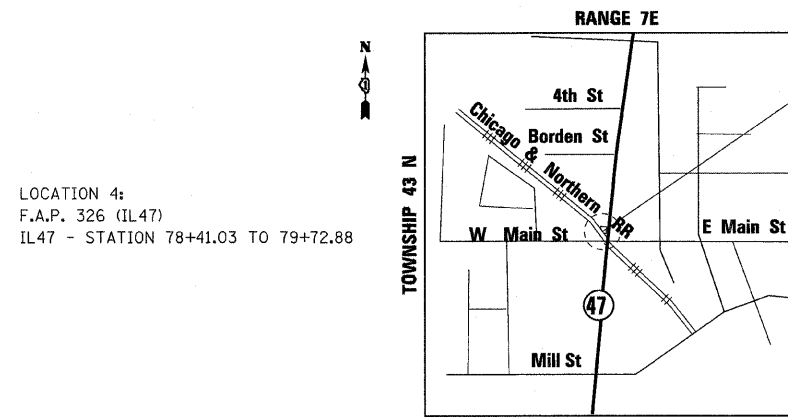 RANGE 7E
N
4th St
Chicago & Northern RR
Borden St
TOWNSHIP 43 N
LOCATION 4:
F.A.P. 326 (IL47)
IL47 - STATION 78+41.03 TO 79+72.88
W Main St
E Main St
47
Mill St